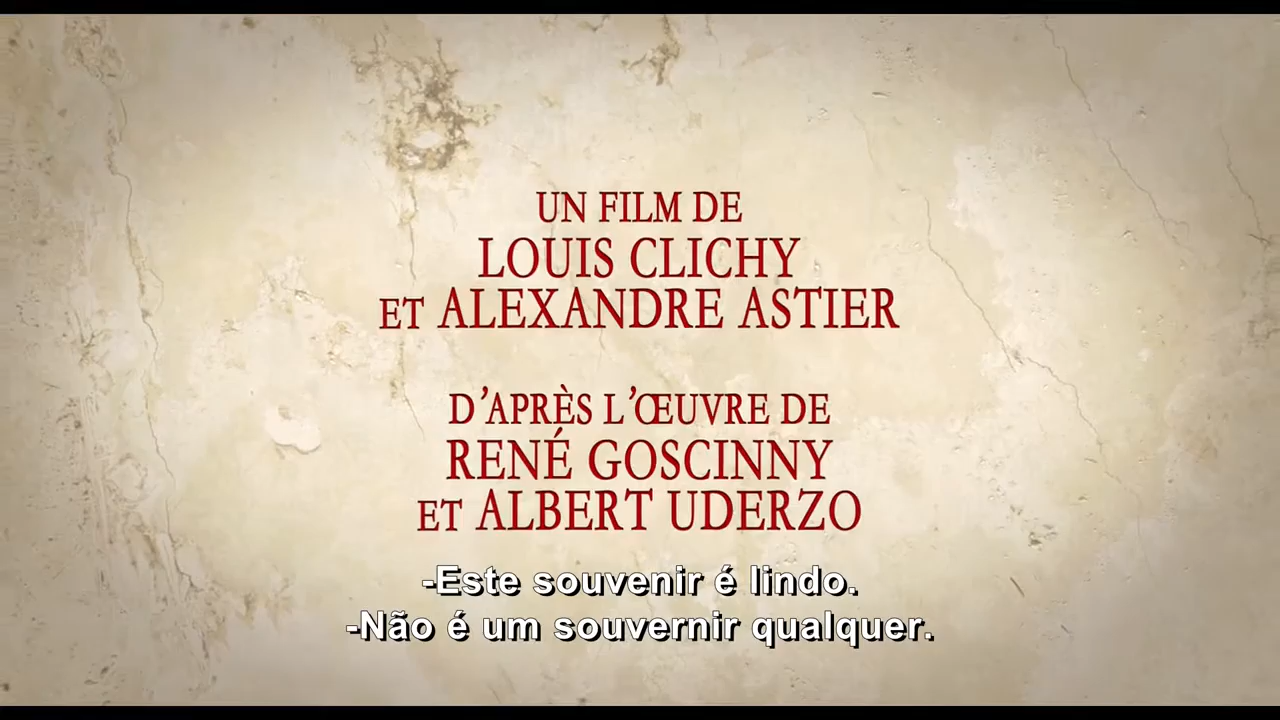 UN FILM DE
LOUIS CLICHY
ET ALEXANDRE ASTIER
D'APRÈS L'ŒUVRE DE
RENÉ GOSCINNY
ET ALBERT UDERZO
-Este souvenir é lindo.
-Não é um souvernir qualquer.